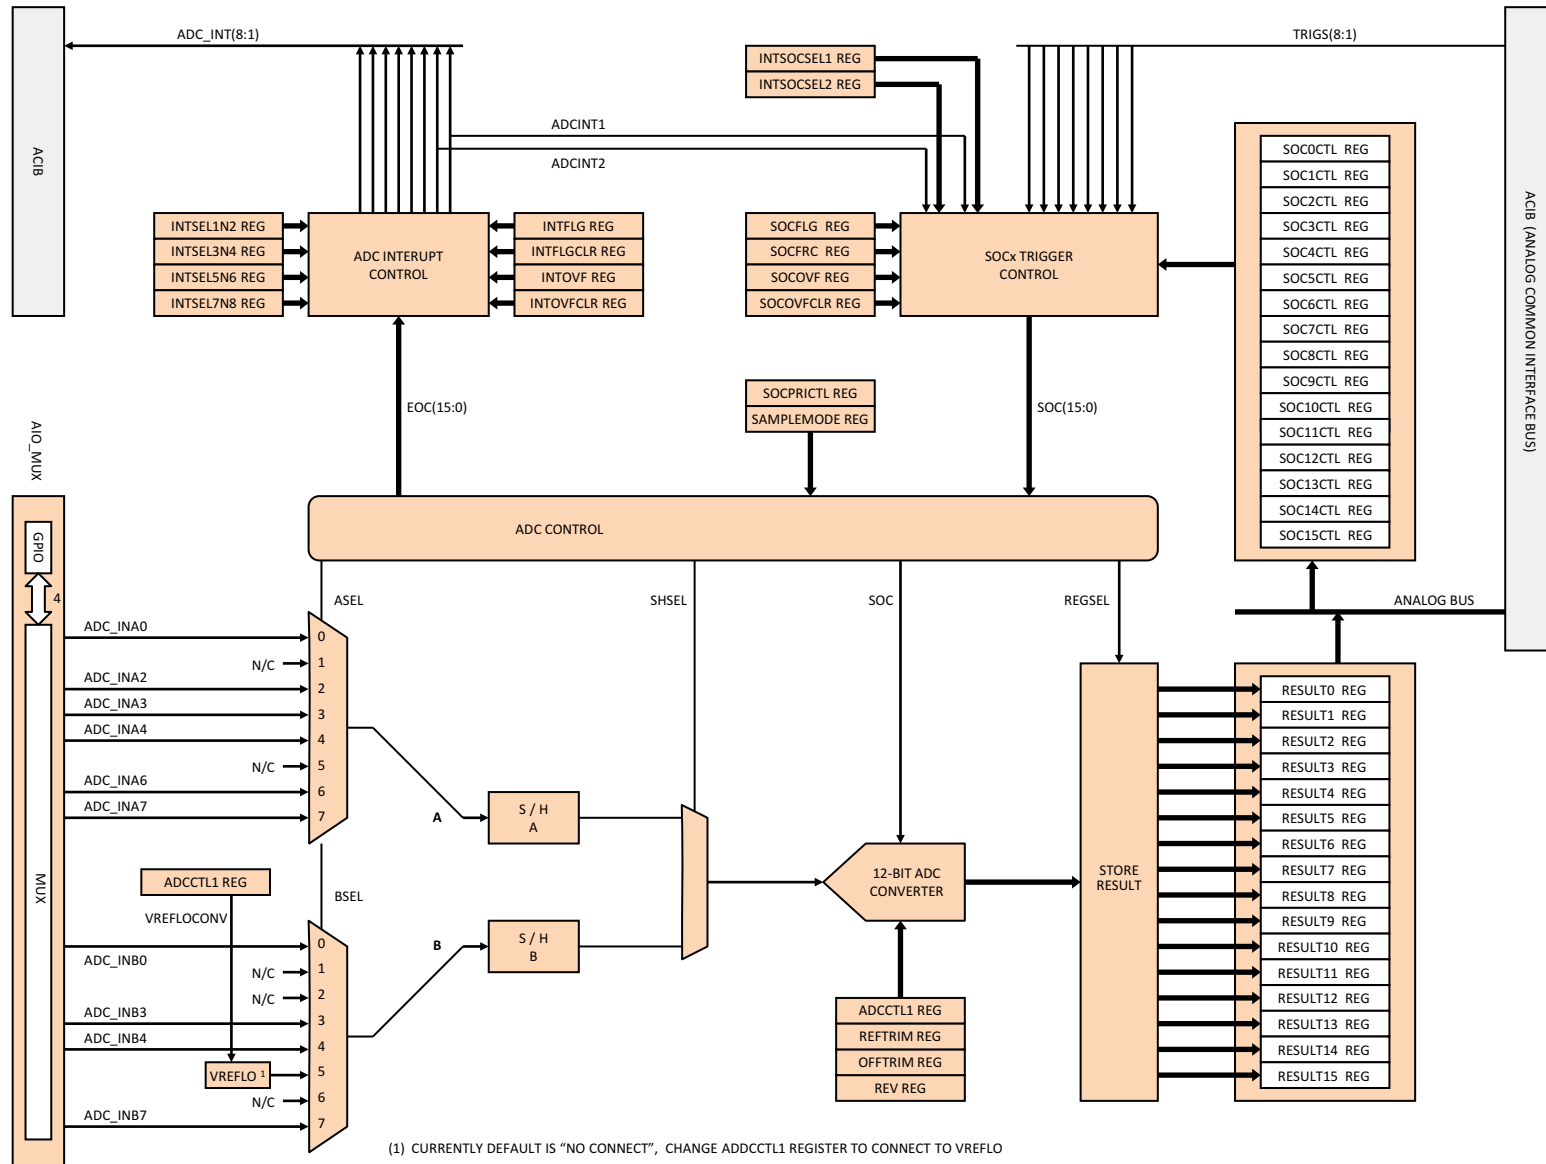 ADC_INT(8:1)
TRIGS(8:1)
INTSOCSEL1 REG
INTSOCSEL2 REG
ACIB
ADCINT1
ADCINT2
ACIB (ANALOG COMMON INTERFACE BUS)
SOC0CTL REG
SOC1CTL REG
SOC2CTL REG
SOC3CTL REG
SOC4CTL REG
SOC5CTL REG
SOC6CTL REG
SOC7CTL REG
SOC8CTL REG
SOC9CTL REG
SOC10CTL REG
SOC11CTL REG
SOC12CTL REG
SOC13CTL REG
SOC14CTL REG
SOC15CTL REG
INTSEL1N2 REG
INTSEL3N4 REG
INTSEL5N6 REG
INTSEL7N8 REG
ADC INTERUPT
CONTROL
INTFLG REG
INTFLGCLR REG
INTOVF REG
INTOVFCLR REG
SOCFLG REG
SOCFRC REG
SOCOVF REG
SOCOVFCLR REG
SOCx TRIGGER
CONTROL
EOC(15:0)
SOCPRICTL REG
SAMPLEMODE REG
SOC(15:0)
AIO_MUX
GPIO
4
MUX
ADC CONTROL
ASEL
SHSEL
SOC
REGSEL
ANALOG BUS
ADC_INA0
N/C
ADC_INA2
ADC_INA3
ADC_INA4
N/C
ADC_INA6
ADC_INA7
0
1
2
3
4
5
6
7
A
S / H
A
ADCCTL1 REG
VREFLOCONV
BSEL
ADC_INB0
N/C
N/C
ADC_INB3
ADC_INB4
VREFLO 1
N/C
ADC_INB7
0
1
2
3
4
5
6
7
B
S / H
B
12-BIT ADC
CONVERTER
ADCCTL1 REG
REFTRIM REG
OFFTRIM REG
REV REG
STORE
RESULT
RESULT0 REG
RESULT1 REG
RESULT2 REG
RESULT3 REG
RESULT4 REG
RESULT5 REG
RESULT6 REG
RESULT7 REG
RESULT8 REG
RESULT9 REG
RESULT10 REG
RESULT11 REG
RESULT12 REG
RESULT13 REG
RESULT14 REG
RESULT15 REG
(1) CURRENTLY DEFAULT IS “NO CONNECT”, CHANGE ADDCCTL1 REGISTER TO CONNECT TO VREFLO